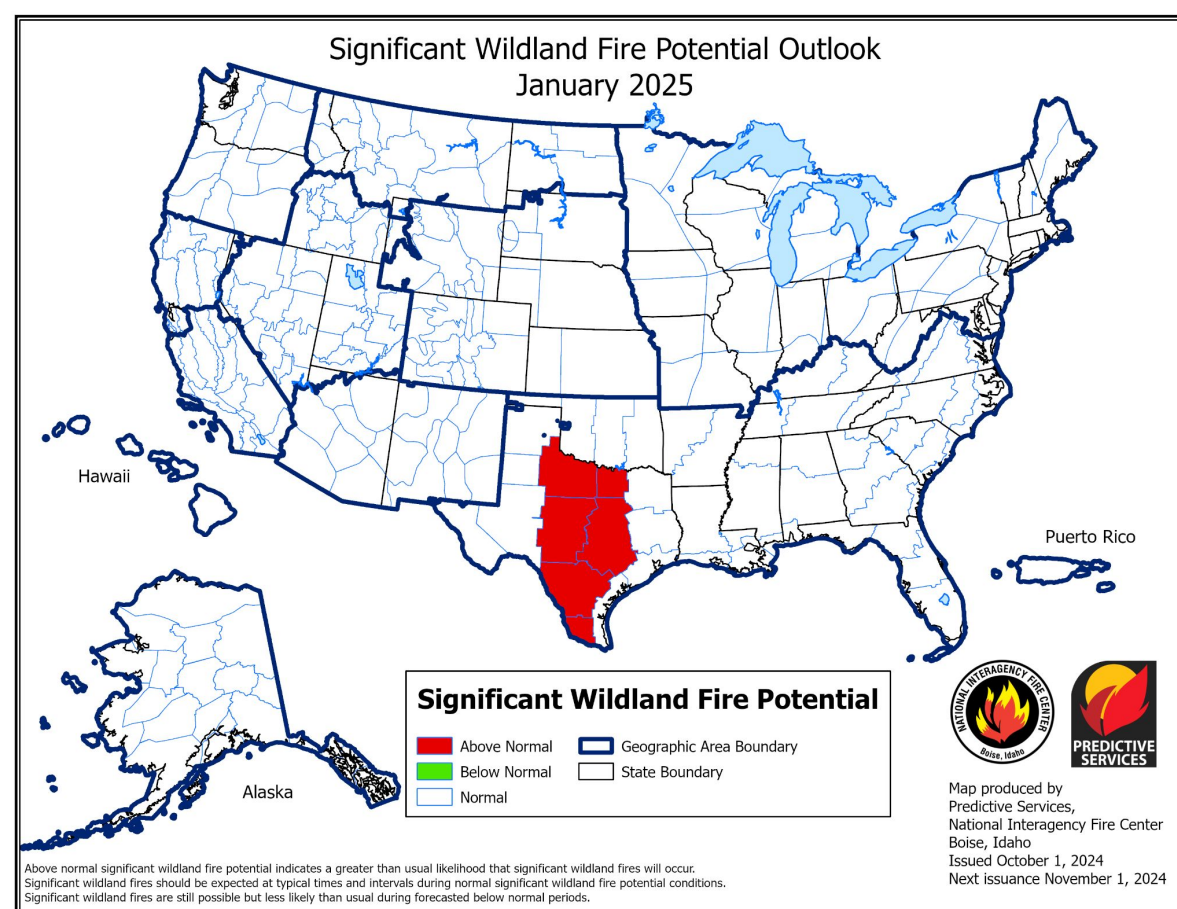 Significant Wildland Fire Potential Outlook
January 2025
Hawaii
Puerto Rico
Alaska
Significant Wildland Fire Potential
Above Normal
Geographic Area Boundary
Below Normal
State Boundary
Normal
NATIONAL INTERAGENCY FIRE CENTER
Boise, Idaho
PREDICTIVE
SERVICES
Map produced by
Predictive Services,
National Interagency Fire Center
Boise, Idaho
Issued October 1, 2024
Next issuance November 1, 2024
Above normal significant wildland fire potential indicates a greater than usual likelihood that significant wildland fires will occur.
Significant wildland fires should be expected at typical times and intervals during normal significant wildland fire potential conditions.
Significant wildland fires are still possible but less likely than usual during forecasted below normal periods.